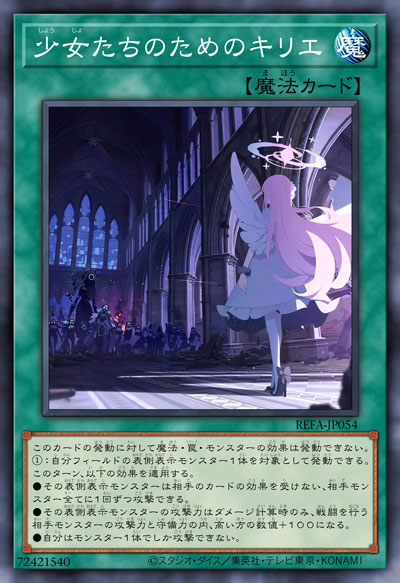 少女たちのためのキリエ
魔
【魔法カード】
REFA-JP054
このカードの発動に対して魔法・罠・モンスターの効果は発動できない。
①:自分フィールドの表側表示モンスター1体を対象として発動できる。
このターン、以下の効果を適用する。
●その表側表示モンスターは相手のカードの効果を受けない、相手モン
スター全てに1回ずつ攻撃できる。
●その表側表示モンスターの攻撃力はダメージ計算時のみ、戦闘を行う
相手モンスターの攻撃力と守備力の内、高い方の数値+100になる。
●自分はモンスター1体でしか攻撃できない。
72421540
©スタジオ・ダイス/集英社・テレビ東京・KONAMI